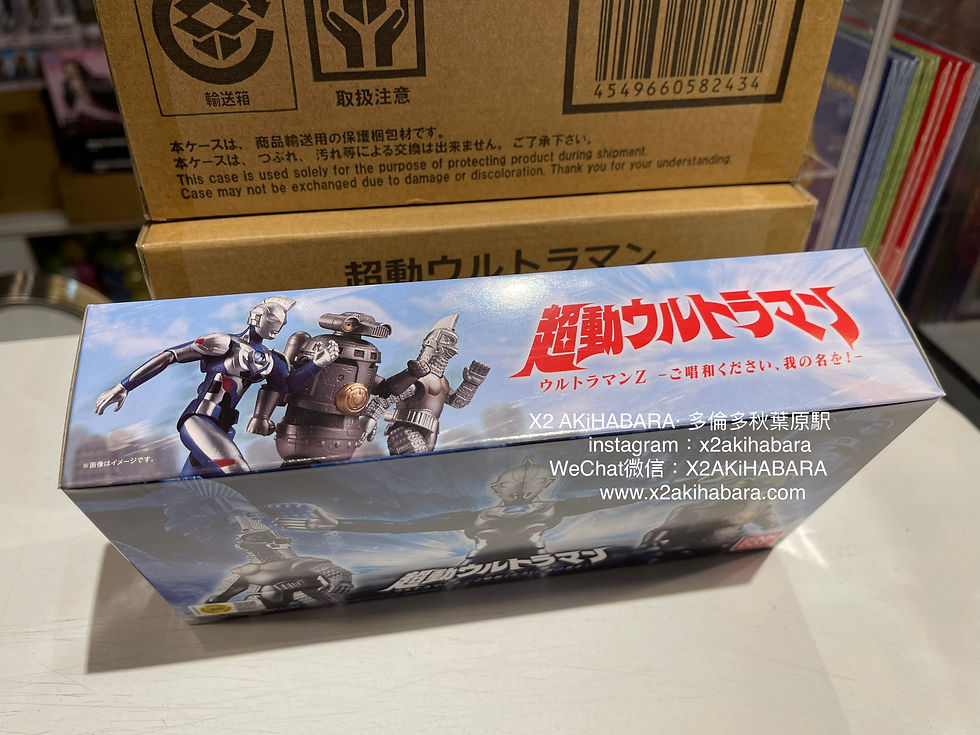 輸送箱
取扱注意
4549660582434
本ケースは、商品輸送用の保護梱包材です。
本ケースは、つぶれ、汚れ等による交換は出来ません。ご了承下さい。
This case is used solely for the purpose of protecting product during shipment.
Case may not be exchanged due to damage or discoloration. Thank you for your understanding.
超動ウルトラマン
超動ウルトラマン
ウルトラマンZ -ご唱和ください、我の名を!-
※画像はイメージです。
X2 AKiHABARA· 多倫多秋葉原駅
instagram：x2akihabara
WeChat微信：X2AKiHABARA
www.x2akihabara.com
超動ウルトラマン